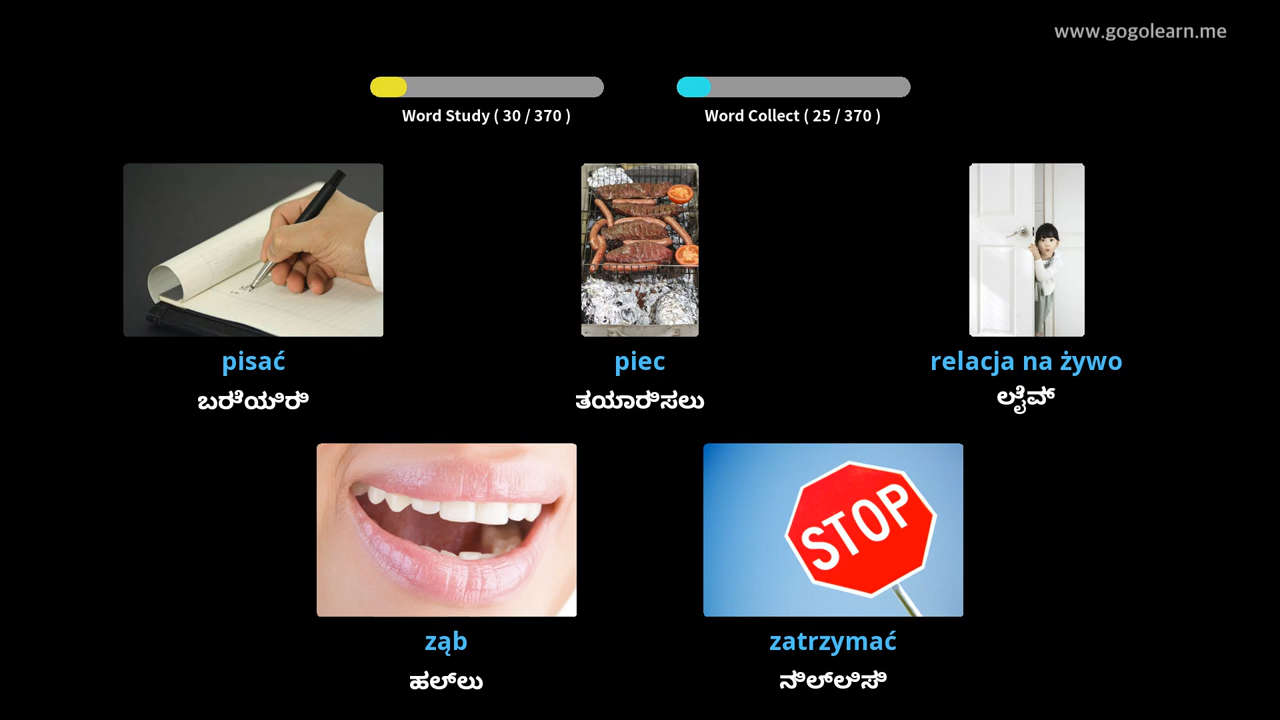 www.gogolearn.me
Word Study ( 30 / 370 )
Word Collect ( 25 / 370 )
pisać
piec
relacja na żywo
ಬರೆಯಿರಿ
ತಯಾರಿಸಲು
ಲೈವ್
STOP
ząb
zatrzymać
ಹಲ್ಲು
ನಿಲ್ಲಿಸಿ